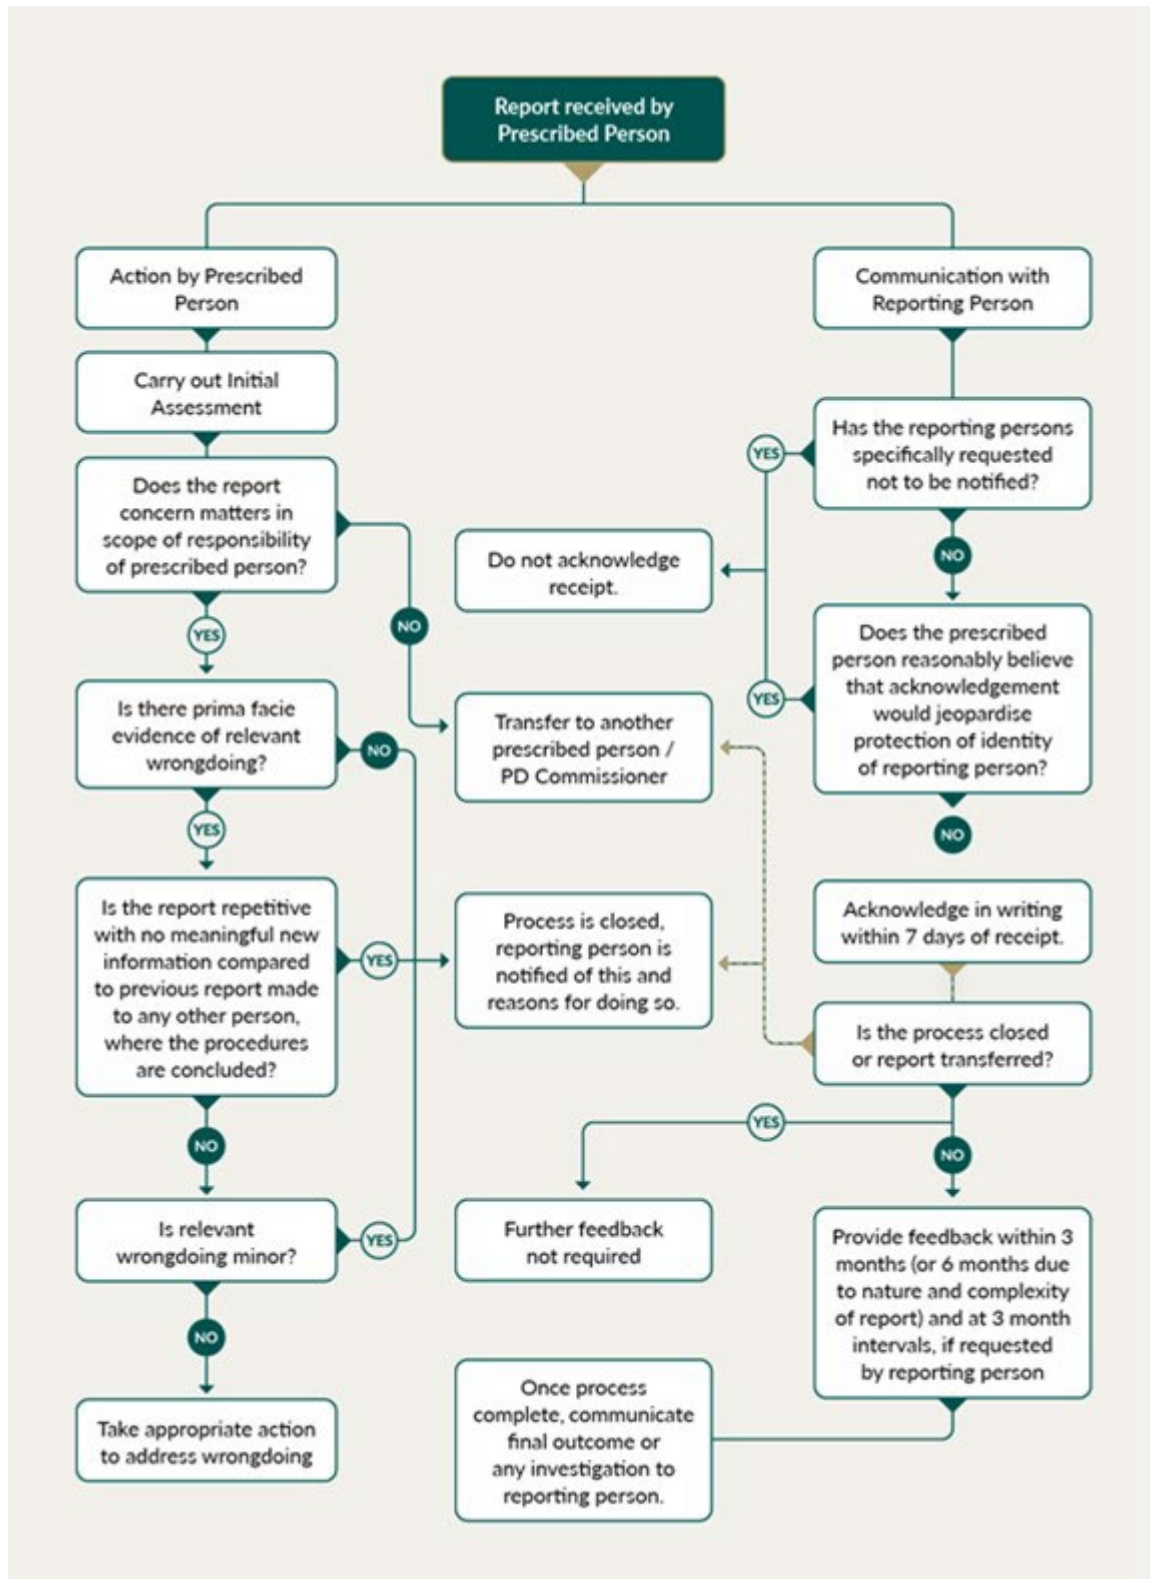 Report received by
Prescribed Person
Action by Prescribed
Person
Carry out Initial
Assessment
Does the report
concern matters in
scope of responsibility
of prescribed person?
NO
YES
Is there prima facie
evidence of relevant
wrongdoing?
NO
YES
Is the report repetitive
with no meaningful new
information compared
to previous report made
to any other person,
where the procedures
are concluded?
YES
NO
Is relevant
wrongdoing minor?
YES
NO
Take appropriate action
to address wrongdoing
Do not acknowledge
receipt.
Transfer to another
prescribed person /
PD Commissioner
Process is closed,
reporting person is
notified of this and
reasons for doing so.
Communication with
Reporting Person
Has the reporting persons
specifically requested
not to be notified?
YES
NO
Does the prescribed
person reasonably believe
that acknowledgement
would jeopardise
protection of identity
of reporting person?
YES
NO
Acknowledge in writing
within 7 days of receipt.
Is the process closed
or report transferred?
YES
NO
Further feedback
not required
Provide feedback within 3
months (or 6 months due
to nature and complexity
of report) and at 3 month
intervals, if requested
by reporting person
Once process
complete, communicate
final outcome or
any investigation to
reporting person.